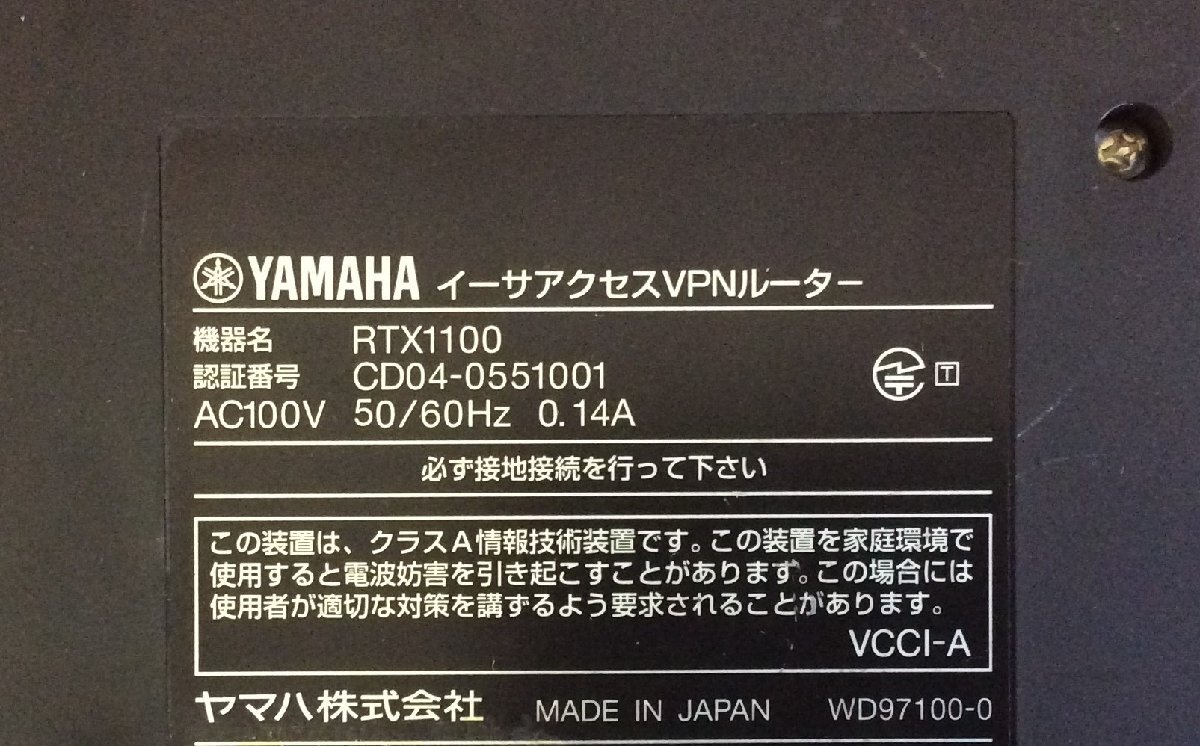 YAMAHA イーサアクセスVPNルーター
機器名 RTX1100
認証番号 CD04-0551001
T
AC100V 50/60Hz 0.14A
必ず接地接続を行って下さい
この装置は、クラスA情報技術装置です。この装置を家庭環境で
使用すると電波妨害を引き起こすことがあります。この場合には
使用者が適切な対策を講ずるよう要求されることがあります。
VCCI-A
ヤマハ株式会社 MADE IN JAPAN WD97100-0